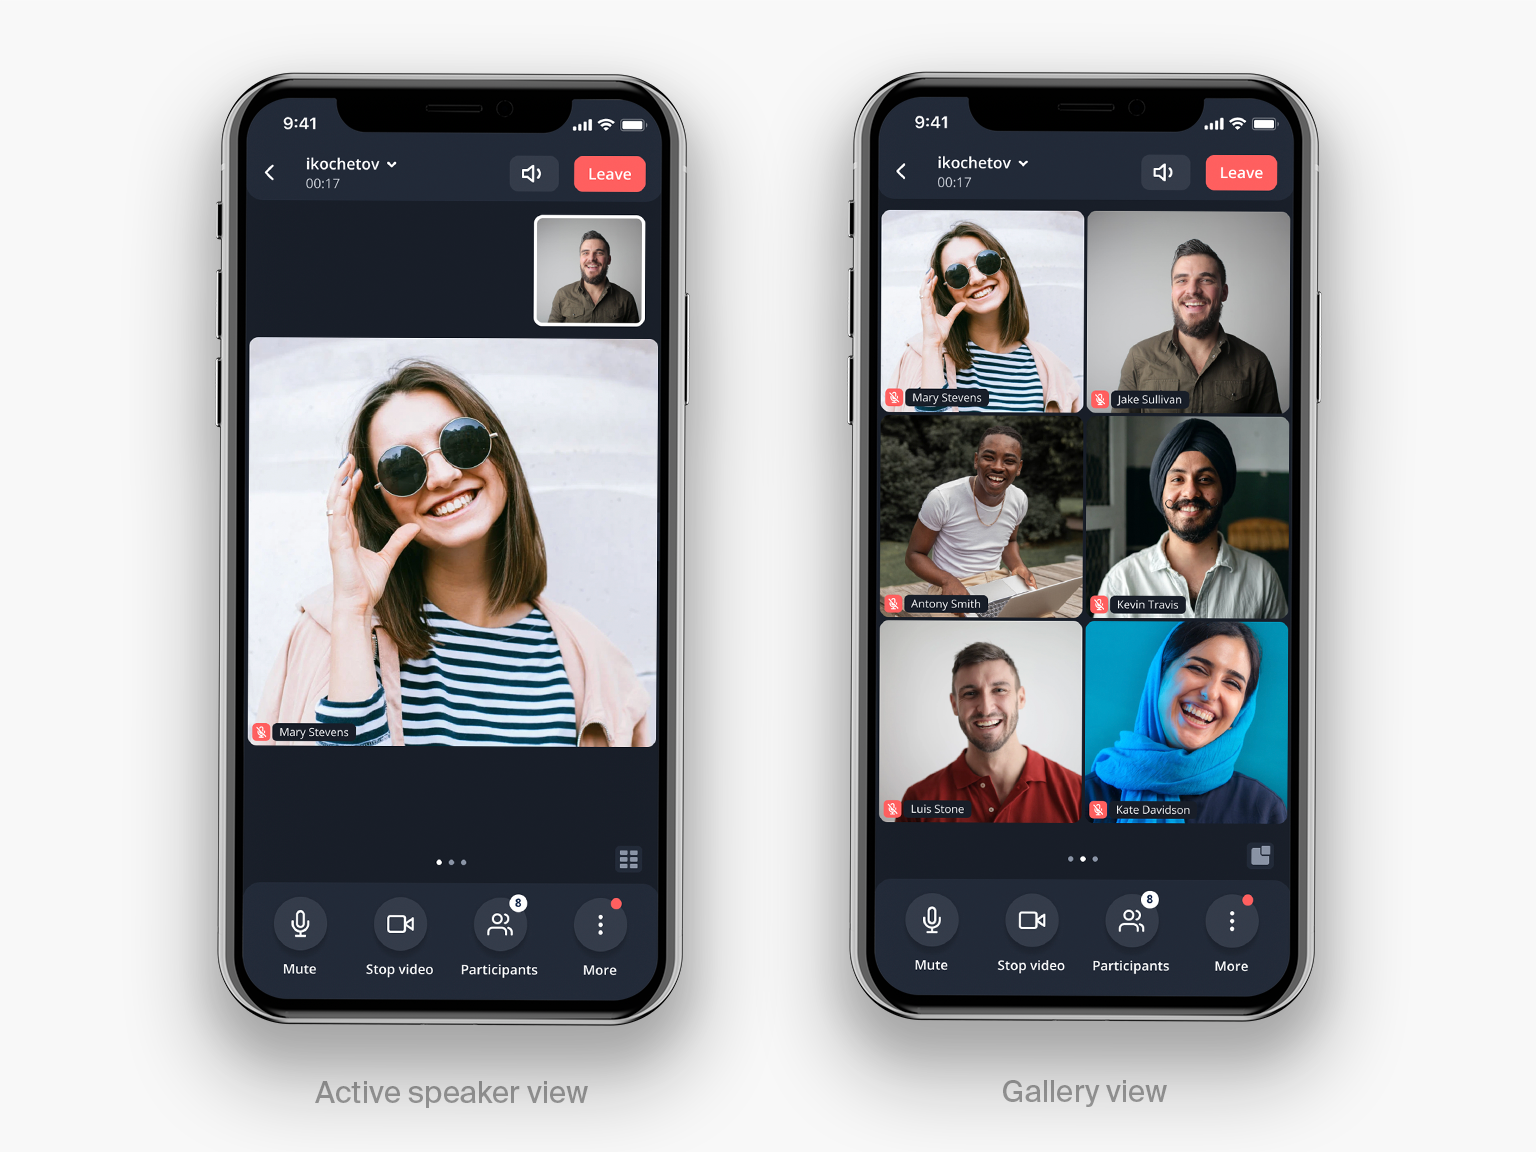 9:41
ikochetov
00:17
Leave
Mary Stevens
8
Mute
Stop video
Participants
More
Active speaker view
9:41
ikochetov
00:17
Leave
Mary Stevens
Jake Sullivan
Antony Smith
Kevin Travis
Luis Stone
Kate Davidson
8
Mute
Stop video
Participants
More
Gallery view